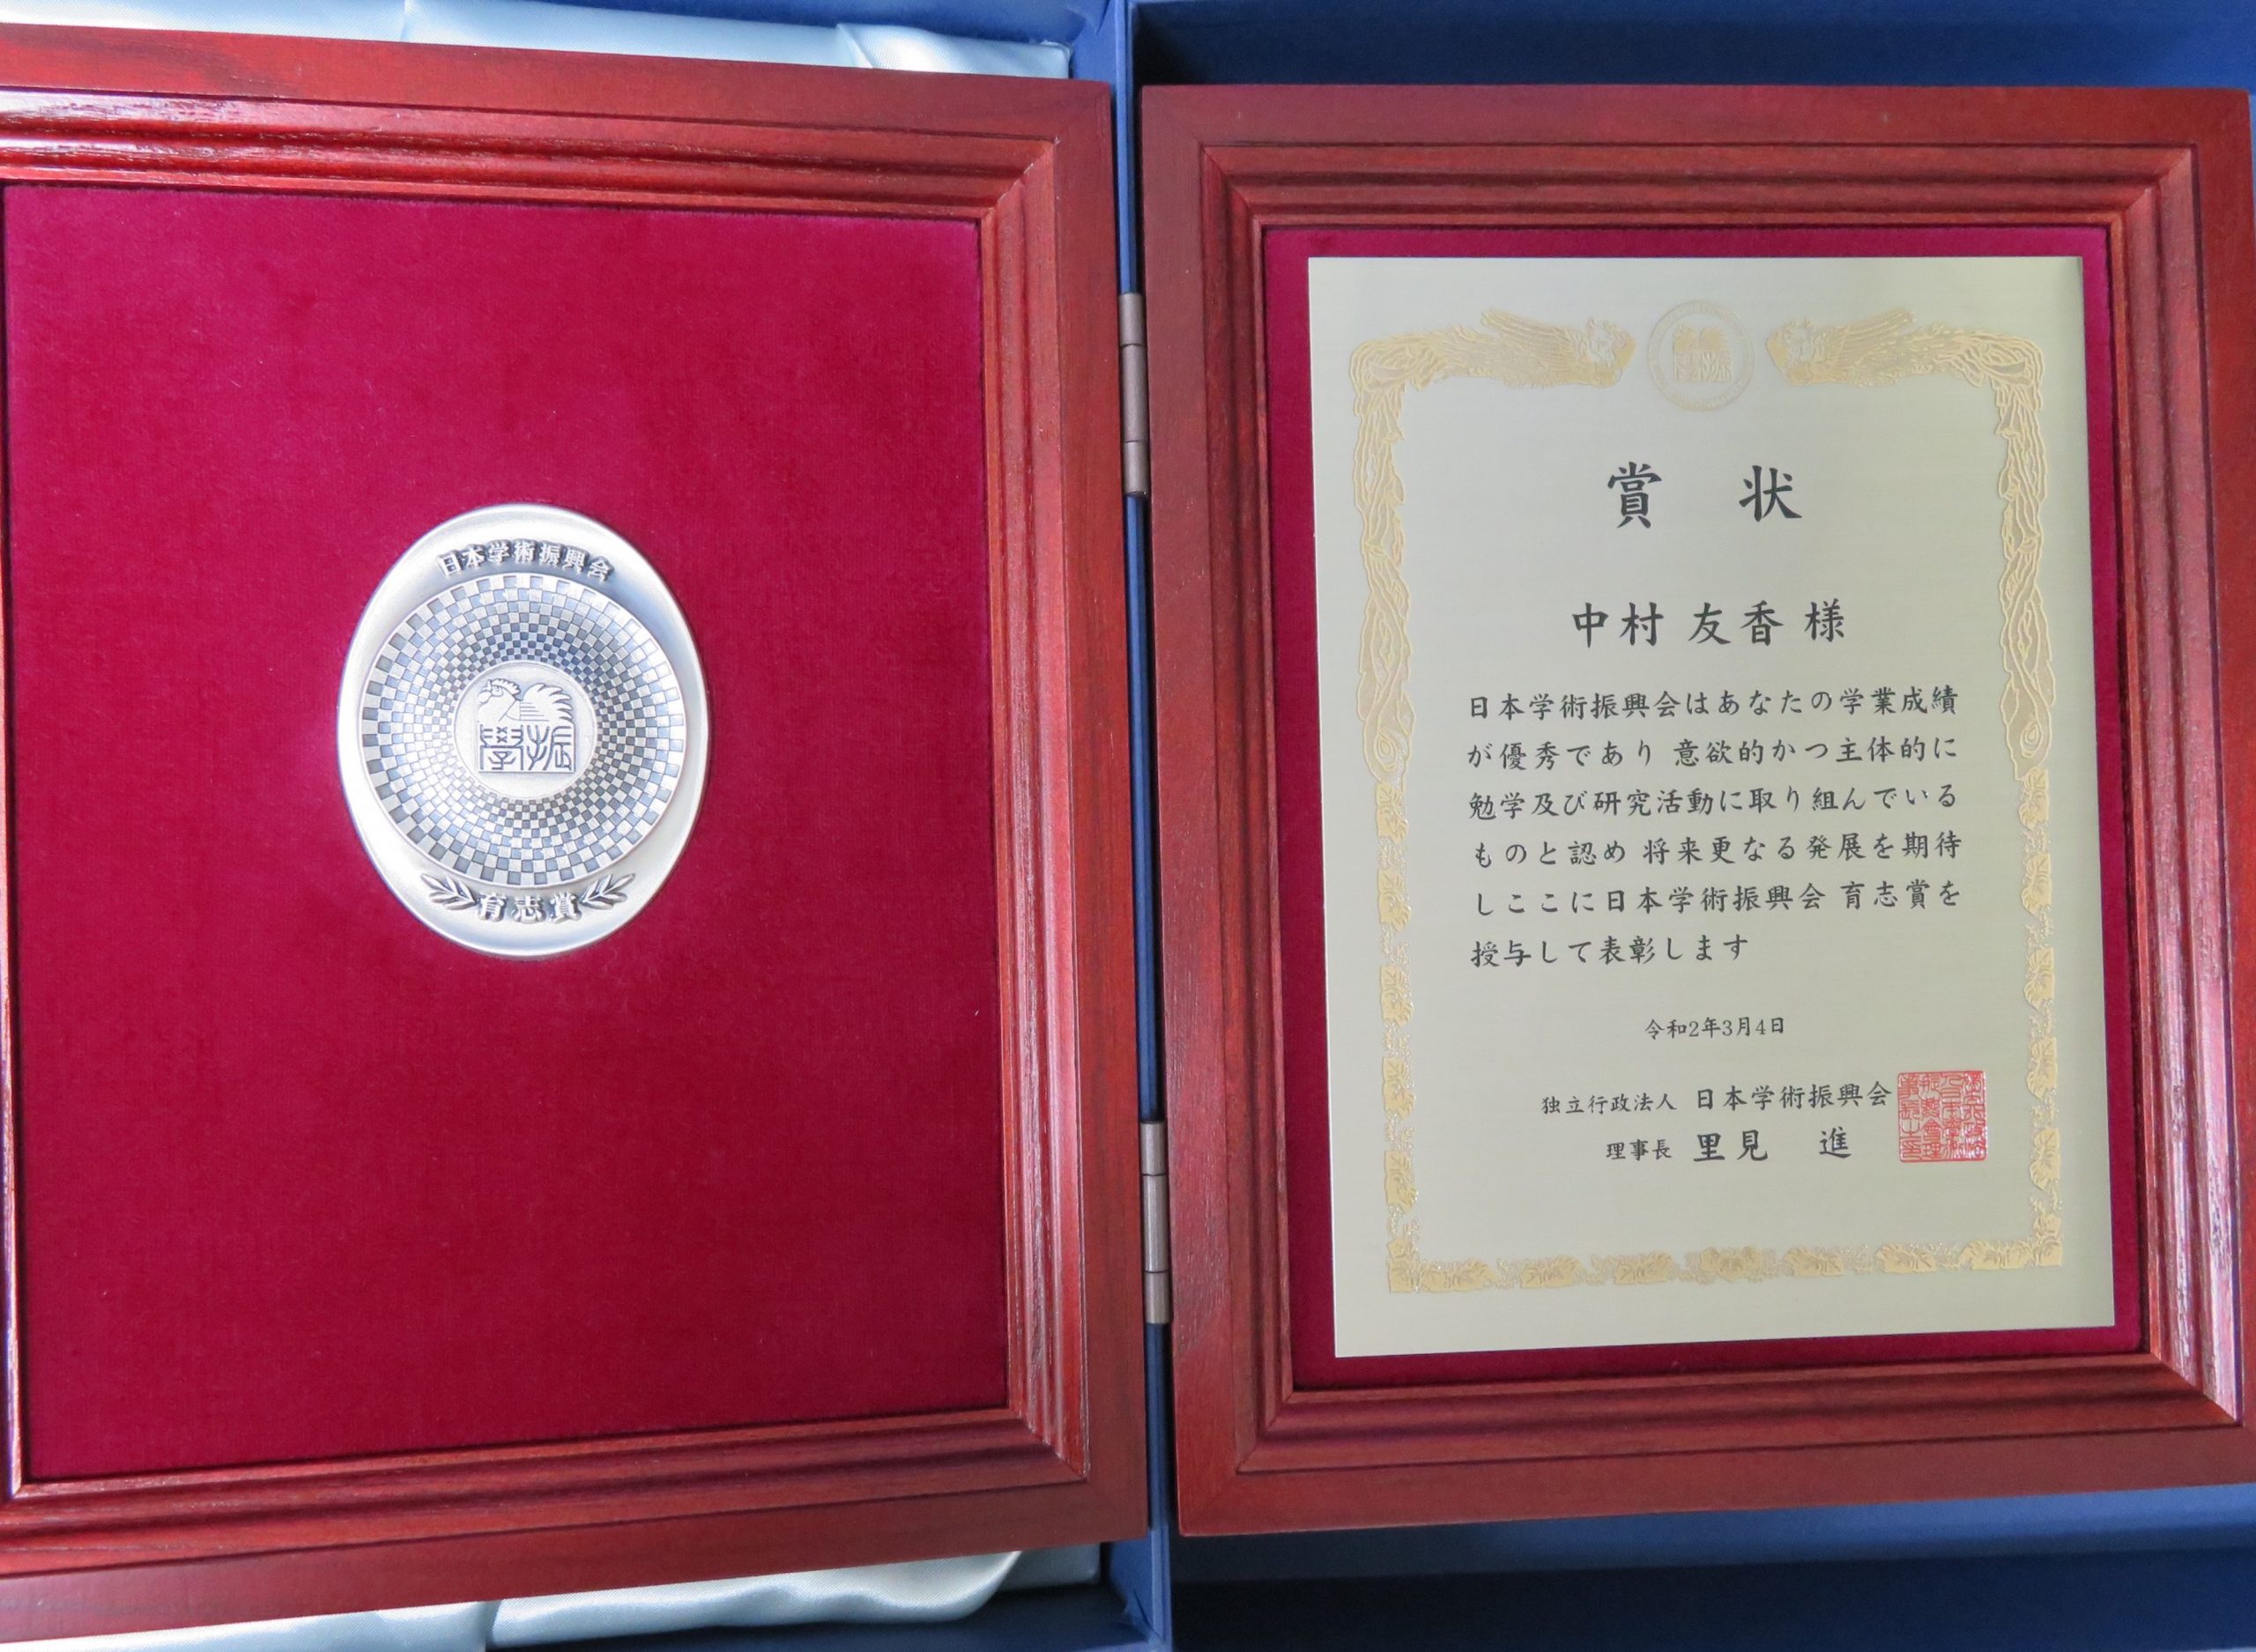 日本学術振興会
學振
育志賞
賞 状
中村 友香 様
日本学術振興会はあなたの学業成績
が優秀であり 意欲的かつ主体的に
勉学及び研究活動に取り組んでいる
ものと認め 将来更なる発展を期待
しここに日本学術振興会 育志賞を
授与して表彰します
令和2年3月4日
独立行政法人 日本学術振興会
理事長 里見 進